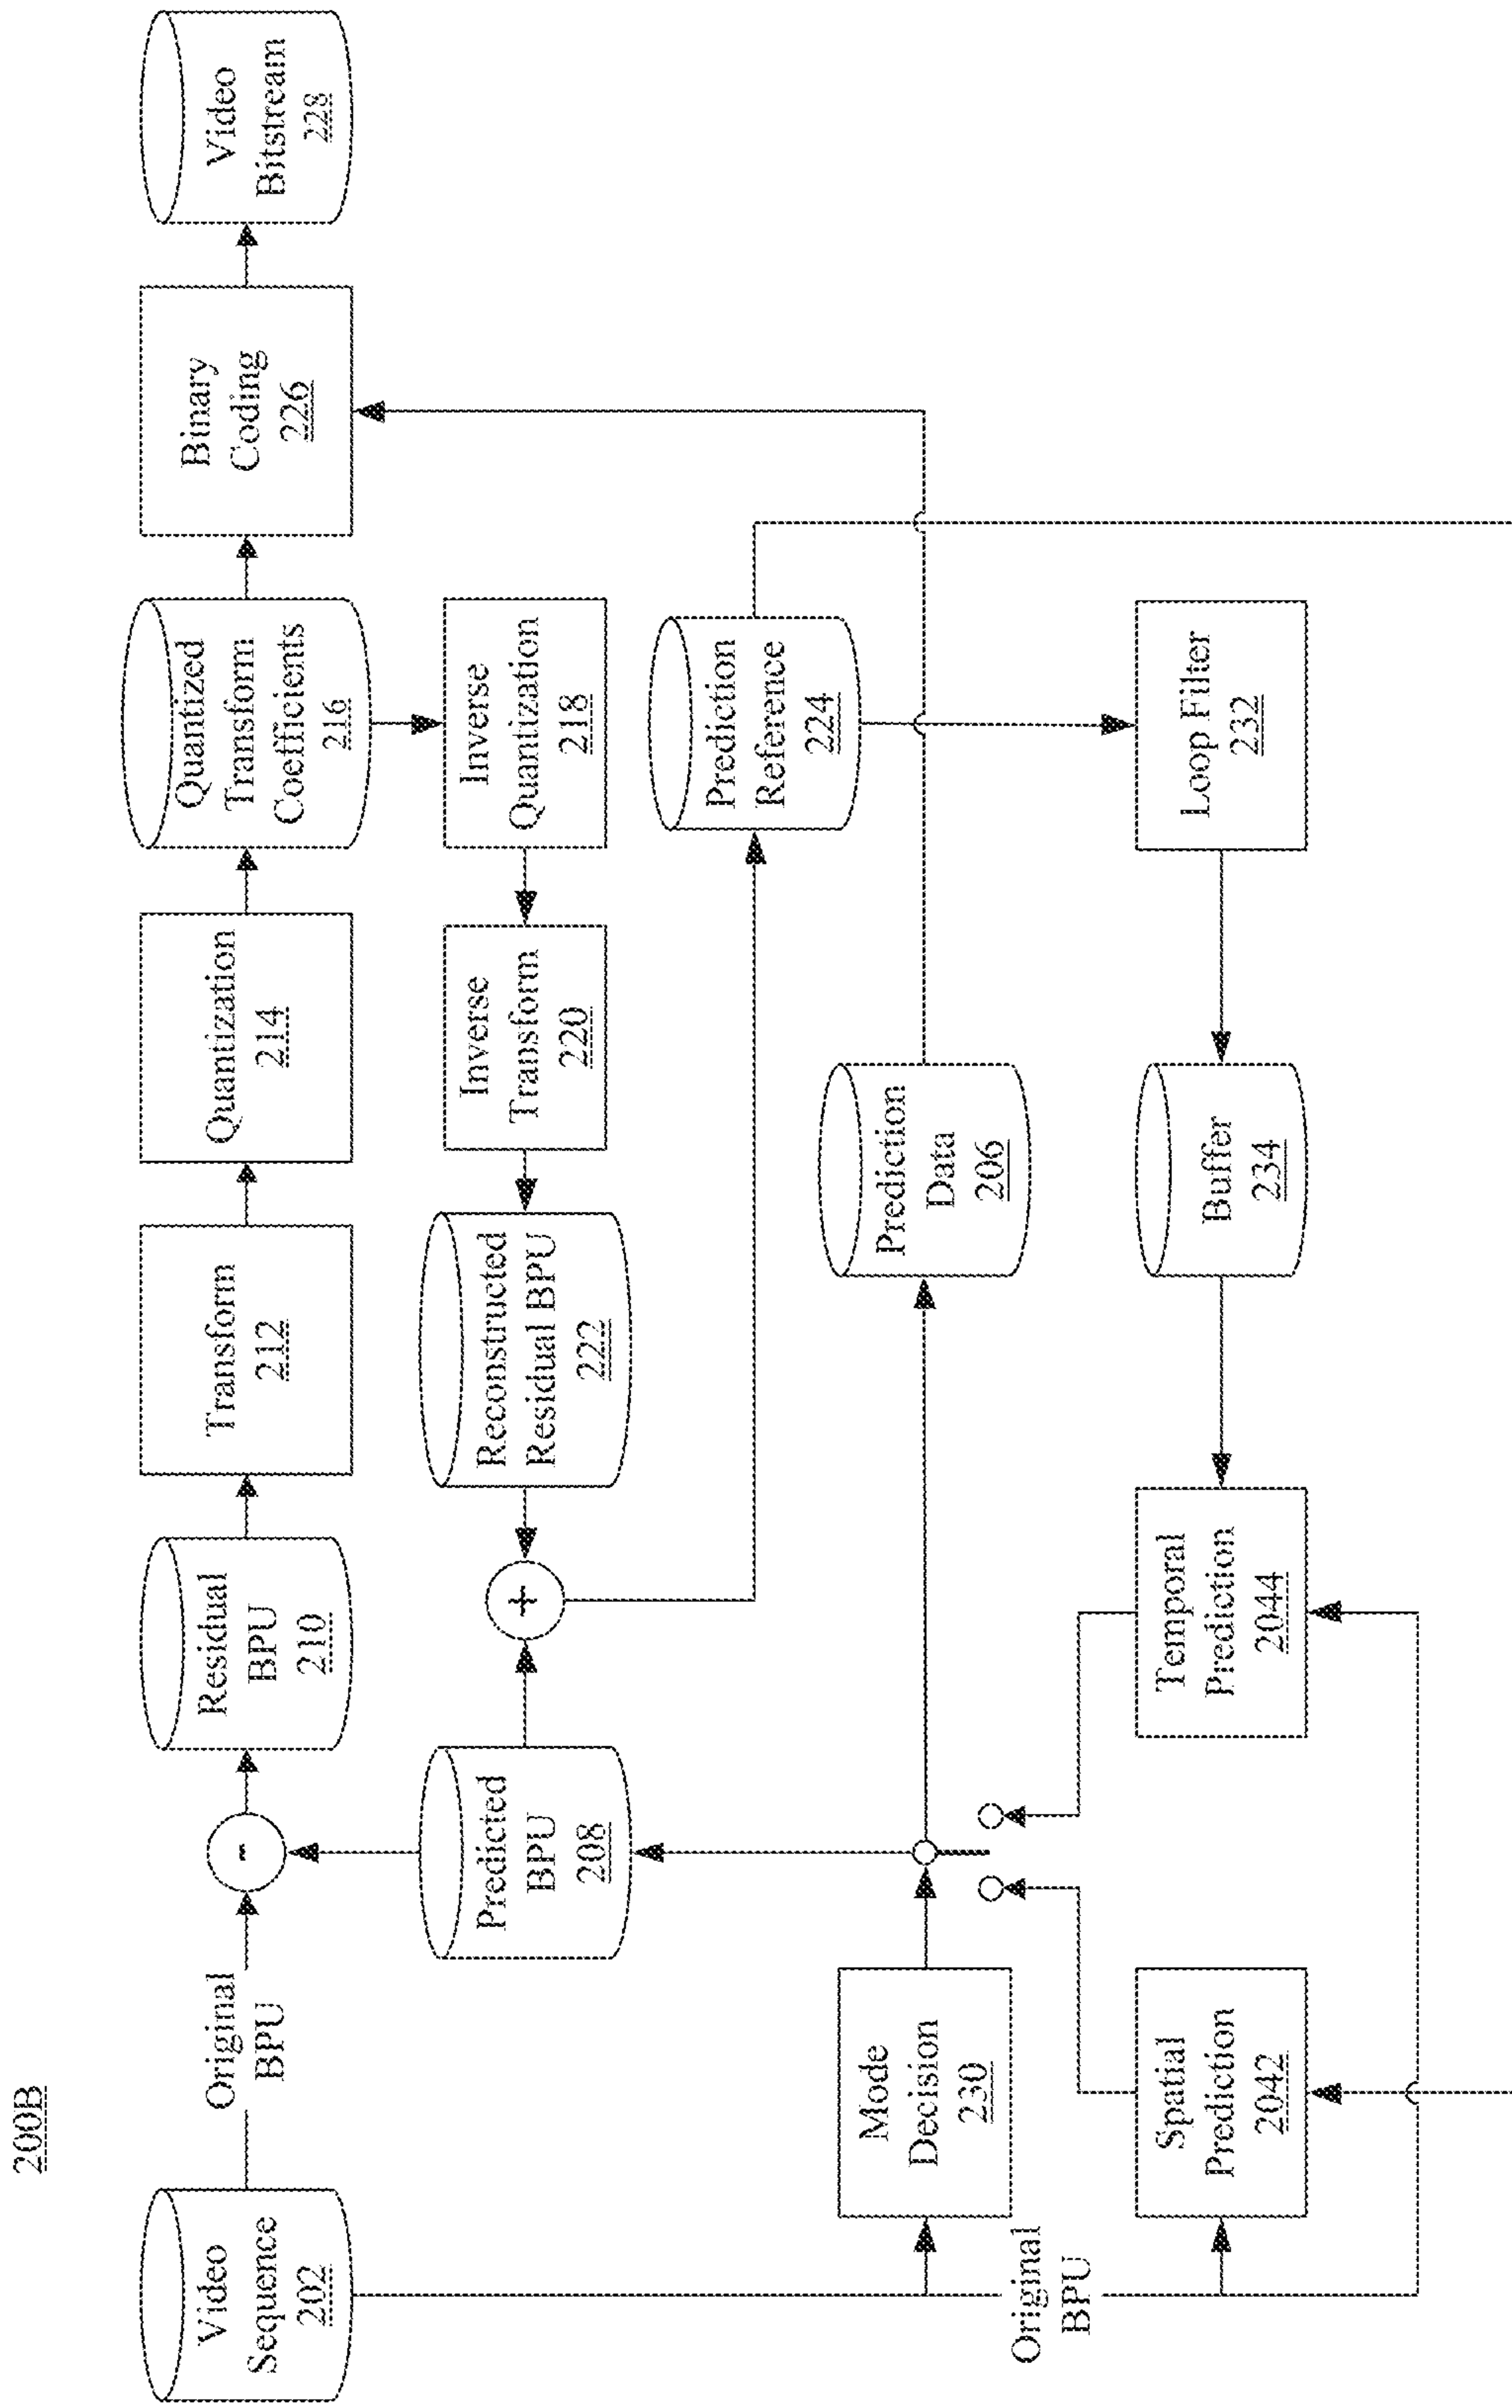 200B
Video
Sequence
202
Original
BPU
-
Residual
BPU
210
Transform
212
Quantization
214
Quantized
Transform
Coefficients
216
Binary
Coding
226
Video
Bitstream
228
Predicted
BPU
208
+
Reconstructed
Residual BPU
222
Inverse
Transform
220
Inverse
Quantization
218
Prediction
Reference
224
Mode
Decision
230
Prediction
Data
206
Original
BPU
Spatial
Prediction
2042
Temporal
Prediction
2044
Buffer
234
Loop Filter
232